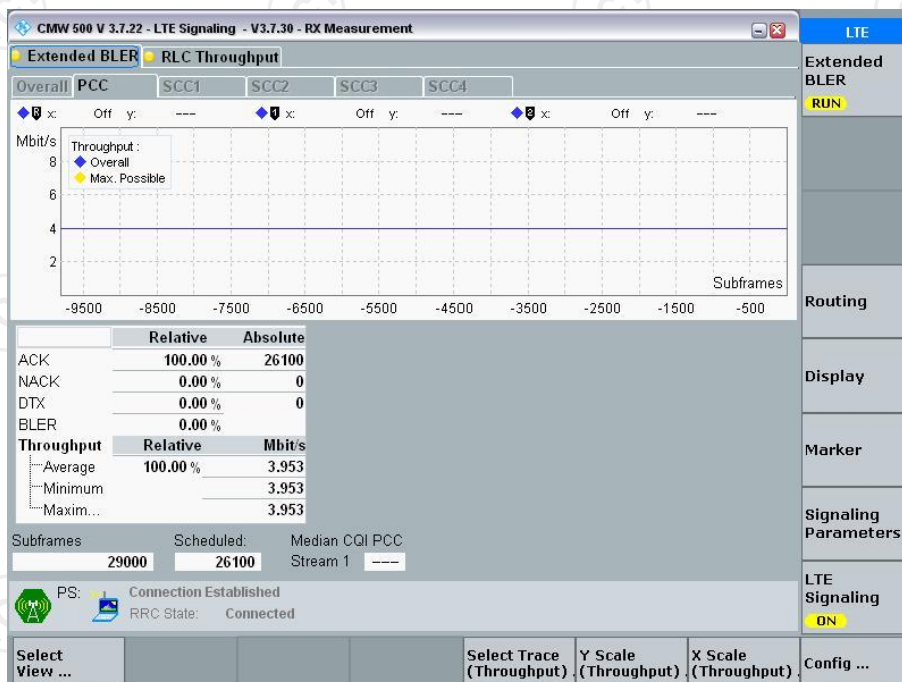 CMW 500 V 3.7.22 - LTE Signaling - V3.7.30 - RX Measurement
LTE
Extended BLER RLC Throughput
Extended
BLER
RUN
Overall PCC SCC1 SCC2 SCC3 SCC4
R x: Off y: --- 1 x: Off y: --- 2 x: Off y: ---
Mbit/s
Throughput :
Overall
Max. Possible
8
6
4
2
Subframes
-9500 -8500 -7500 -6500 -5500 -4500 -3500 -2500 -1500 -500
Routing
Relative Absolute
ACK 100.00 % 26100
NACK 0.00 % 0
DTX 0.00 % 0
BLER 0.00 %
Throughput Relative Mbit/s
Average 100.00 % 3.953
Minimum 3.953
Maxim... 3.953
Display
Marker
Signaling
Parameters
Subframes Scheduled: Median CQI PCC
29000 26100 Stream 1 ---
LTE
Signaling
ON
PS: Connection Established
RRC State: Connected
Select
View ...
Select Trace
(Throughput)
Y Scale
(Throughput)
X Scale
(Throughput)
Config ...